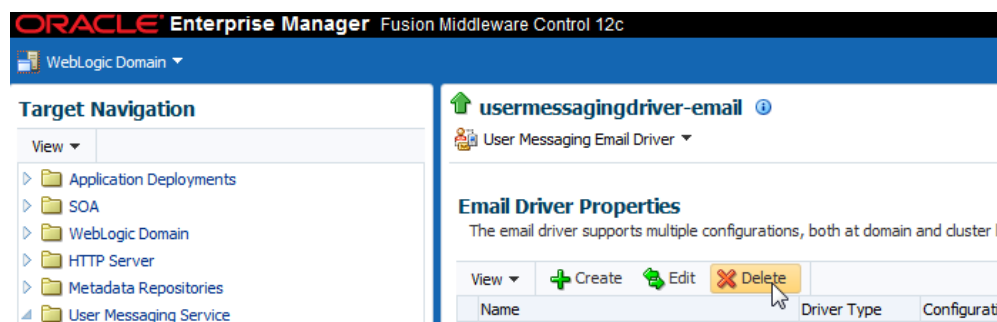 ORACLE Enterprise Manager Fusion Middleware Control 12c
WebLogic Domain
Target Navigation
View
Application Deployments
SOA
WebLogic Domain
HTTP Server
Metadata Repositories
User Messaging Service
usermessagingdriver-email
User Messaging Email Driver
Email Driver Properties
The email driver supports multiple configurations, both at domain and cluster
View Create Edit Delete
Name Driver Type Configurati